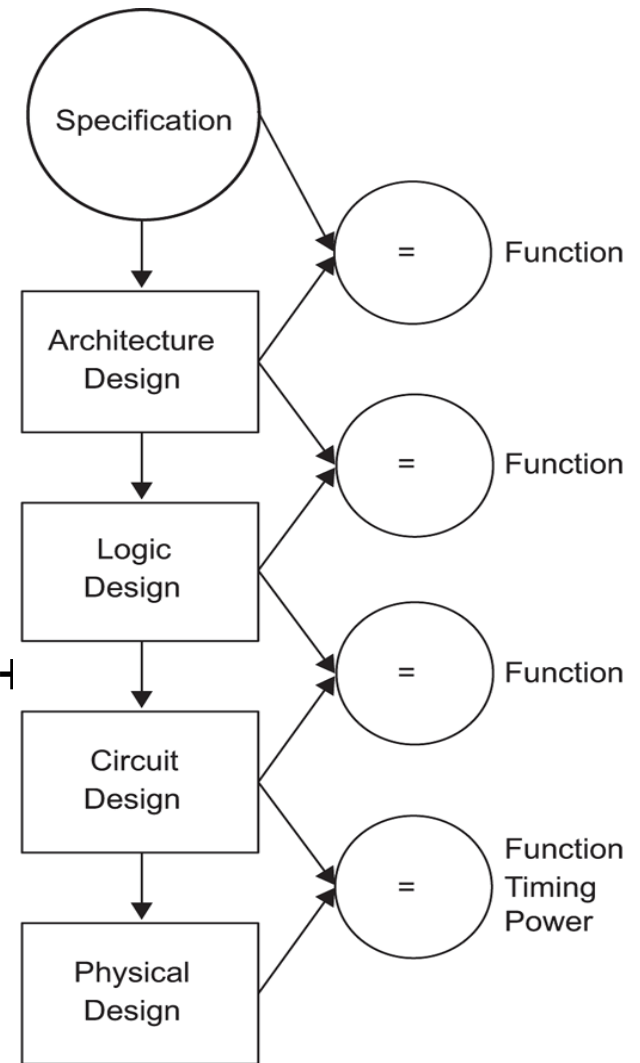 Specification
=
Function
Architecture
Design
=
Function
Logic
Design
=
Function
Circuit
Design
Function
=
Timing
Power
Physical
Design